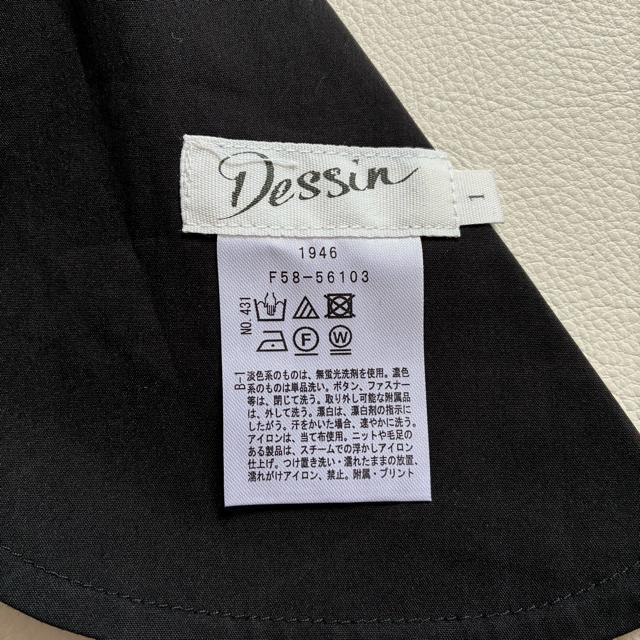 Dessin
1
1946
F58-56103
NO.431
F
W
B-1
淡色系のものは、無蛍光洗剤を使用。濃色
系のものは単品洗い。ボタン、ファスナー
等は、閉じて洗う。取り外し可能な附属品
は、外して洗う。漂白は、漂白剤の指示に
したがう。汗をかいた場合、速やかに洗う。
アイロンは、当て布使用。ニットや毛足の
ある製品は、スチームでの浮かしアイロン
仕上げ。つけ置き洗い・濡れたままの放置、
濡れがけアイロン、禁止。附属・プリント